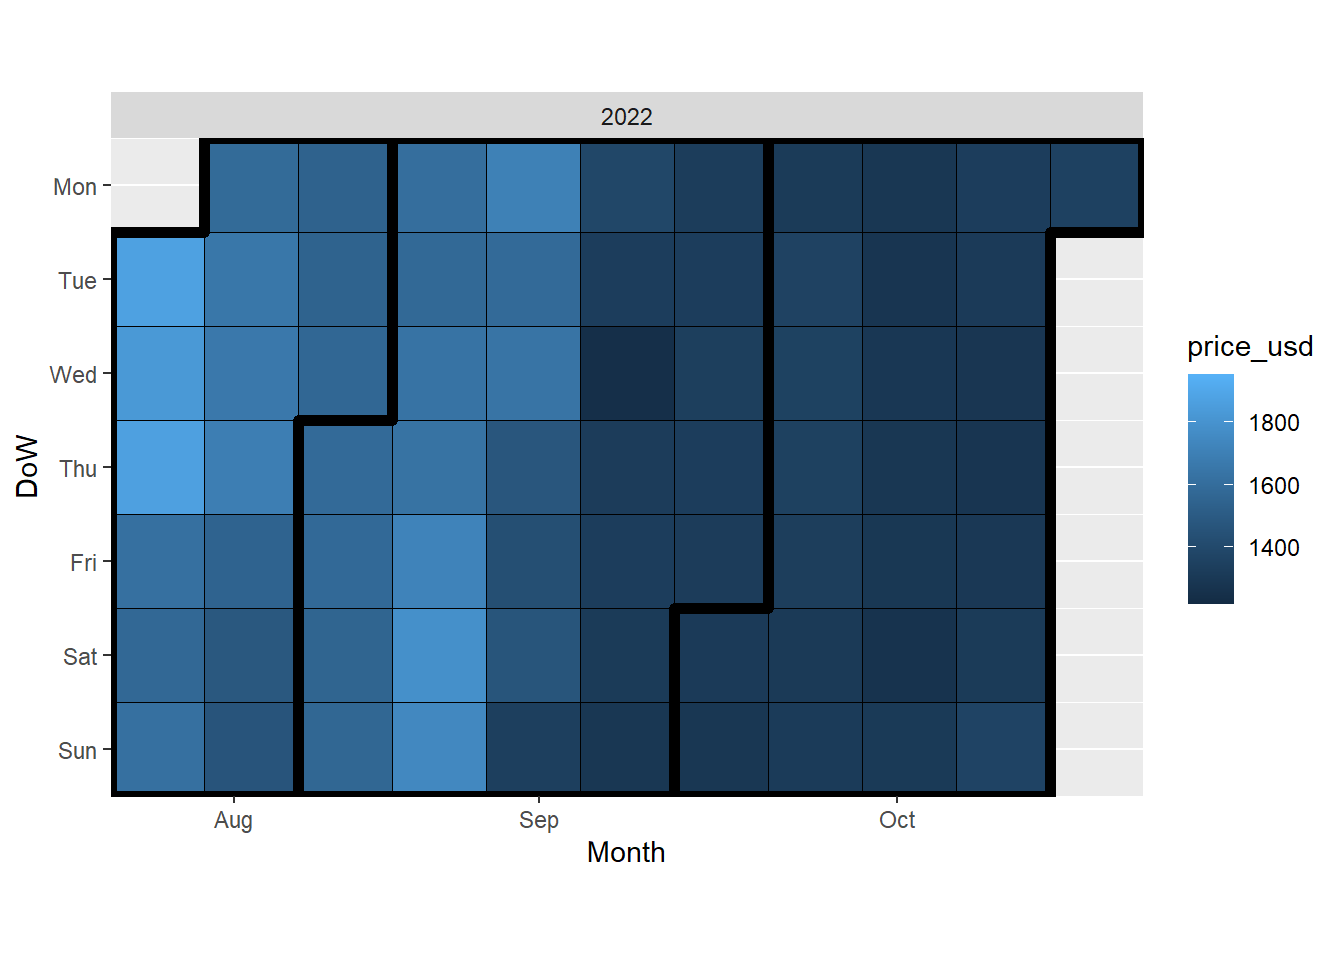 2022
Mon
Tue
Wed
Thu
Fri
Sat
Sun
DoW
Aug
Sep
Oct
Month
price_usd
1800
1600
1400